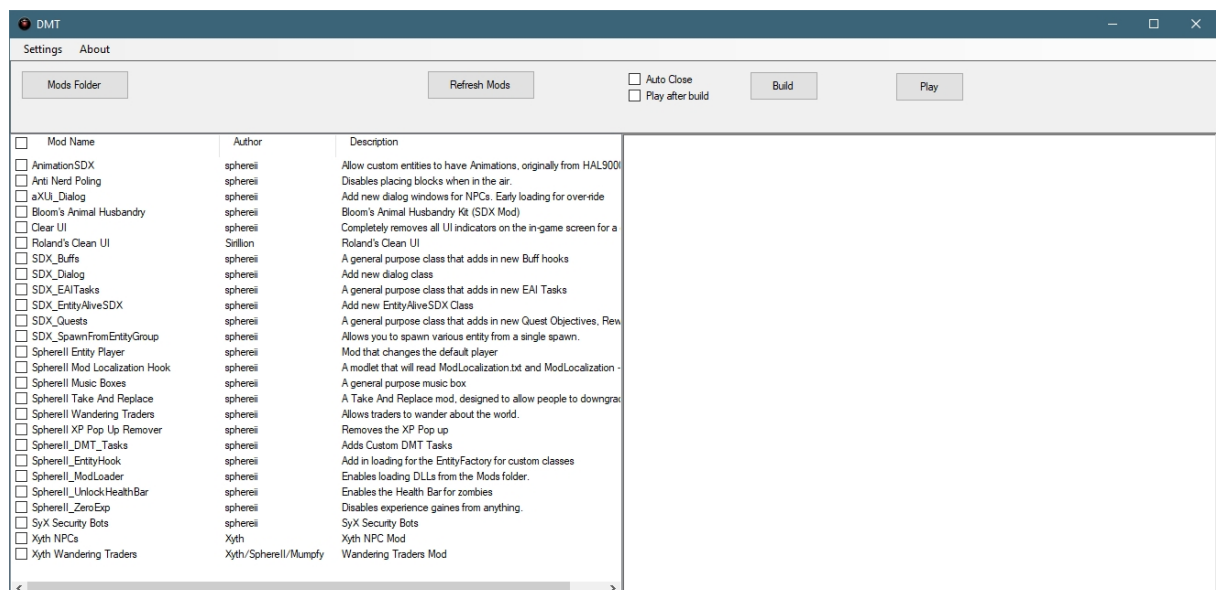 DMT
Settings About
Mods Folder Refresh Mods Auto Close Build Play
Play after build
Mod Name Author Description
AnimationSDX sphereii Allow custom entities to have Animations, originally from HAL900
Anti Nerd Poling sphereii Disables placing blocks when in the air.
aXUi_Dialog sphereii Add new dialog windows for NPCs. Early loading for over-ride
Bloom's Animal Husbandry sphereii Bloom's Animal Husbandry Kit (SDX Mod)
Clear UI sphereii Completely removes all UI indicators on the in-game screen for a
Roland's Clean UI Sirillion Roland's Clean UI
SDX_Buffs sphereii A general purpose class that adds in new Buff hooks
SDX_Dialog sphereii Add new dialog class
SDX_EAITasks sphereii A general purpose class that adds in new EAI Tasks
SDX_EntityAliveSDX sphereii Add new EntityAliveSDX Class
SDX_Quests sphereii A general purpose class that adds in new Quest Objectives, Rew
SDX_SpawnFromEntityGroup sphereii Allows you to spawn various entity from a single spawn.
SphereII Entity Player sphereii Mod that changes the default player
SphereII Mod Localization Hook sphereii A modlet that will read ModLocalization.txt and ModLocalization -
SphereII Music Boxes sphereii A general purpose music box
SphereII Take And Replace sphereii A Take And Replace mod, designed to allow people to downgrad
SphereII Wandering Traders sphereii Allows traders to wander about the world.
SphereII XP Pop Up Remover sphereii Removes the XP Pop up
SphereII_DMT_Tasks sphereii Adds Custom DMT Tasks
SphereII_EntityHook sphereii Add in loading for the EntityFactory for custom classes
SphereII_ModLoader sphereii Enables loading DLLs from the Mods folder.
SphereII_UnlockHealthBar sphereii Enables the Health Bar for zombies
SphereII_ZeroExp sphereii Disables experience gaines from anything.
SyX Security Bots sphereii SyX Security Bots
Xyth NPCs Xyth Xyth NPC Mod
Xyth Wandering Traders Xyth/SphereII/Mumpfy Wandering Traders Mod